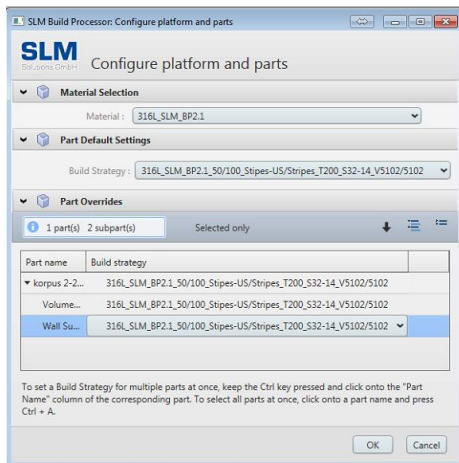 SLM Build Processor: Configure platform and parts
SLM
Solutions GmbH
Configure platform and parts
Material Selection
Material : 316L_SLM_BP2.1
Part Default Settings
Build Strategy : 316L_SLM_BP2.1_50/100_Stipes-US/Stripes_T200_S32-14_V5102/5102
Part Overrides
1 part(s) 2 subpart(s) Selected only
Part name Build strategy
korpus 2-2... 316L_SLM_BP2.1_50/100_Stipes-US/Stripes_T200_S32-14_V5102/5102
Volume... 316L_SLM_BP2.1_50/100_Stipes-US/Stripes_T200_S32-14_V5102/5102
Wall Su... 316L_SLM_BP2.1_50/100_Stipes-US/Stripes_T200_S32-14_V5102/5102
To set a Build Strategy for multiple parts at once, keep the Ctrl key pressed and click onto the "Part
Name" column of the corresponding part. To select all parts at once, click onto a part name and press
Ctrl + A.
OK Cancel